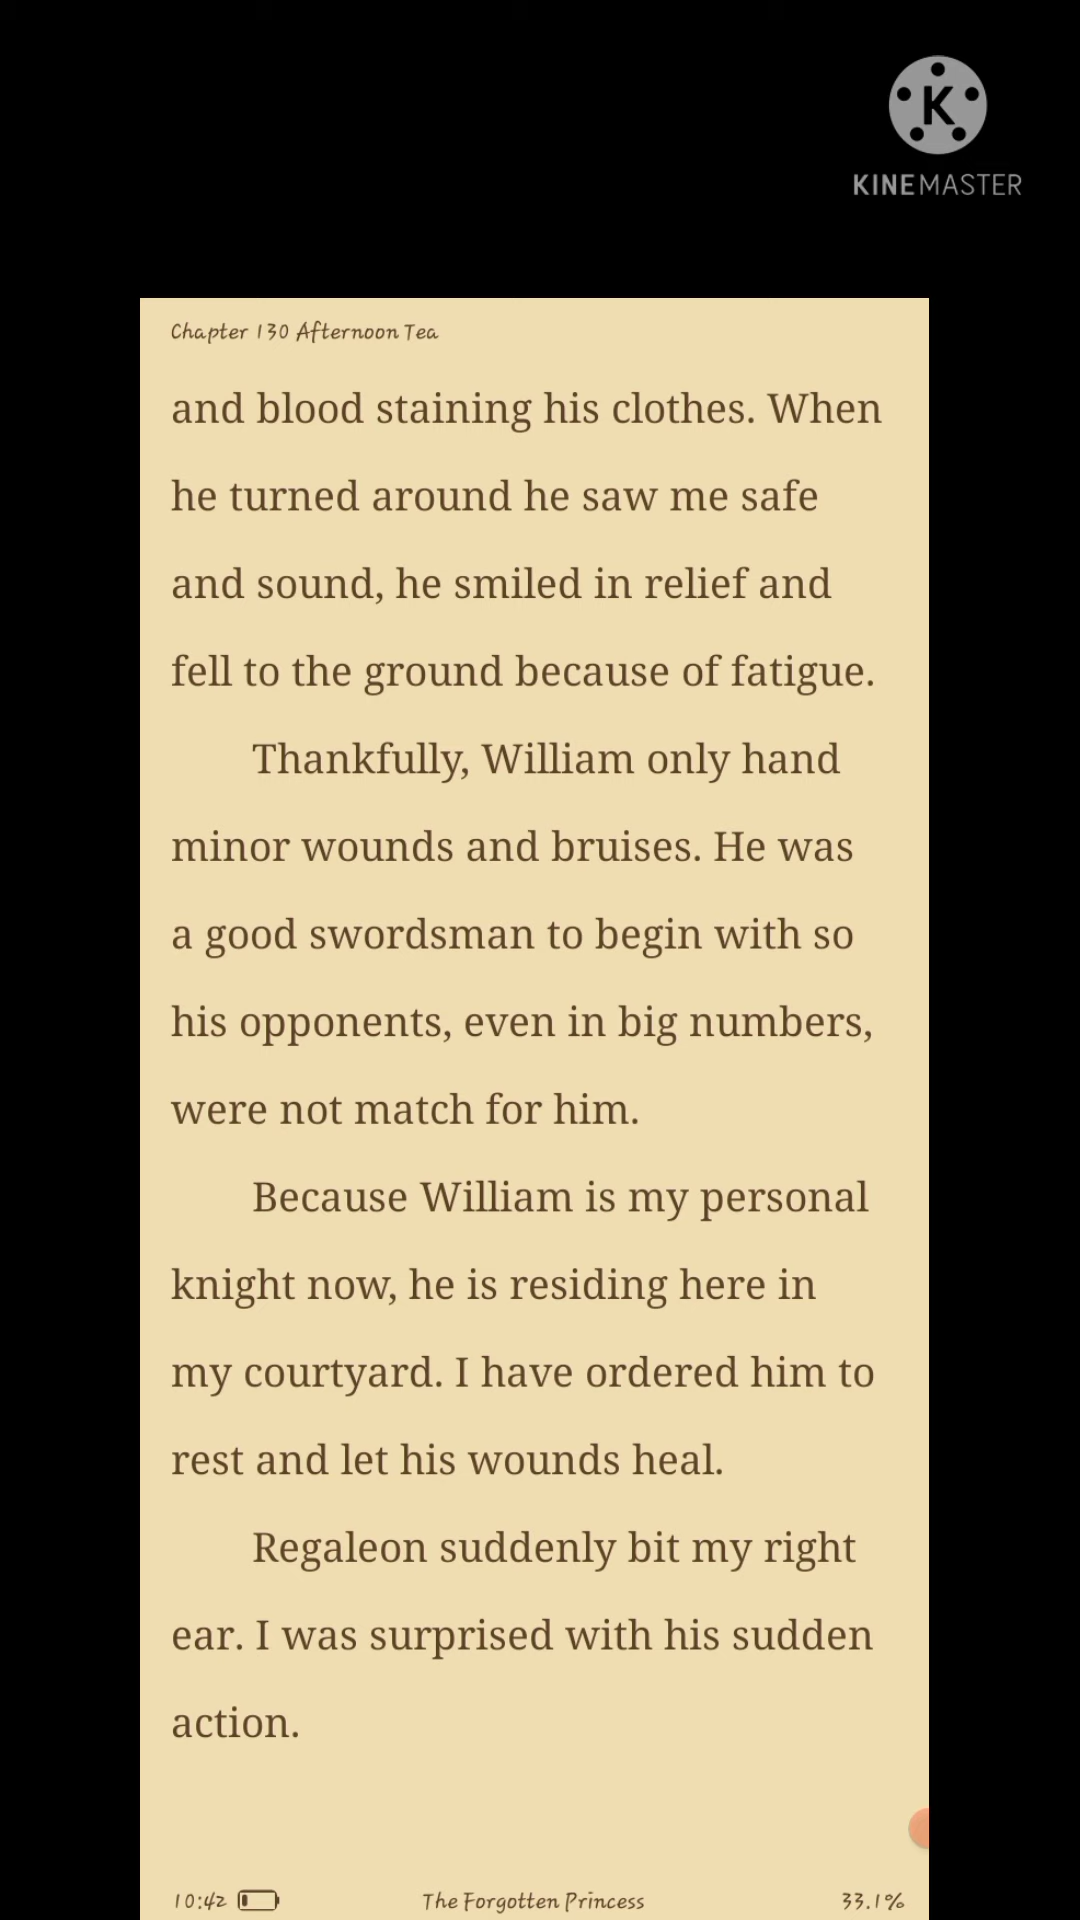 K
KINEMASTER
Chapter 130 Afternoon Tea
and blood staining his clothes. When
he turned around he saw me safe
and sound, he smiled in relief and
fell to the ground because of fatigue.
Thankfully, William only hand
minor wounds and bruises. He was
a good swordsman to begin with so
his opponents, even in big numbers,
were not match for him.
Because William is my personal
knight now, he is residing here in
my courtyard. I have ordered him to
rest and let his wounds heal.
Regaleon suddenly bit my right
ear. I was surprised with his sudden
action.
10:42 The Forgotten Princess 33.1%